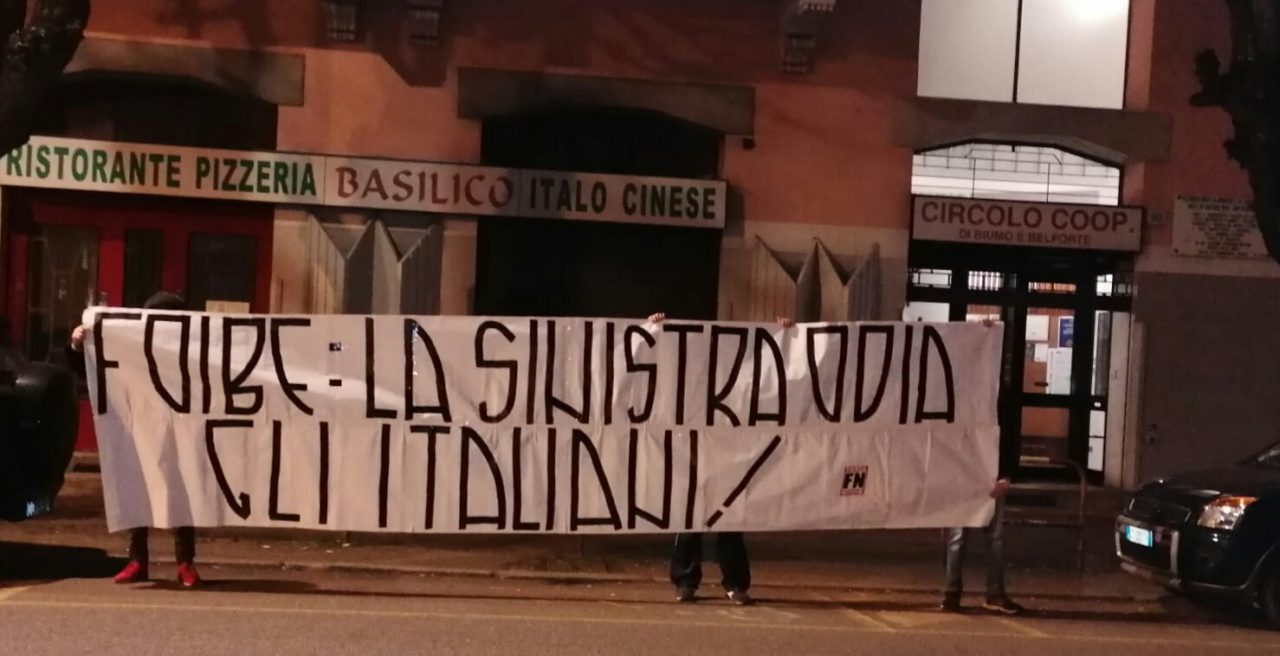 RISTORANTE PIZZERIA BASILICO ITALO CINESE
CIRCOLO COOP.
DI BIUMO E BELFORTE
FOIBE: LA SINISTRA ODIA
GLI ITALIANI!
FN